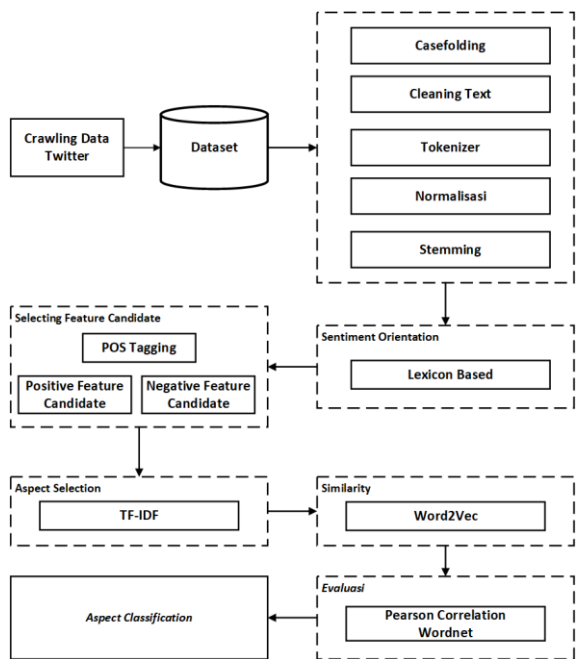 Crawling Data
Twitter
Dataset
Casefolding
Cleaning Text
Tokenizer
Normalisasi
Stemming
Sentiment Orientation
Lexicon Based
Selecting Feature Candidate
POS Tagging
Positive Feature
Candidate
Negative Feature
Candidate
Aspect Selection
TF-IDF
Similarity
Word2Vec
Evaluasi
Pearson Correlation
Wordnet
Aspect Classification